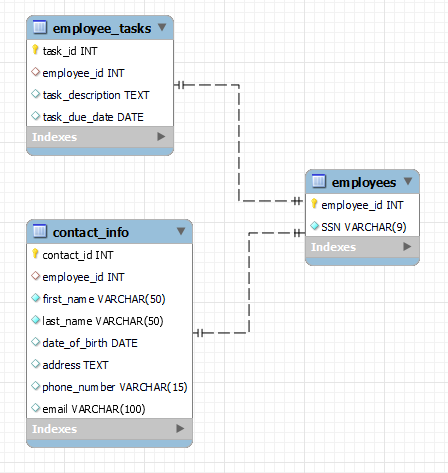 employee_tasks
task_id INT
employee_id INT
task_description TEXT
task_due_date DATE
Indexes
employees
employee_id INT
SSN VARCHAR(9)
Indexes
contact_info
contact_id INT
employee_id INT
first_name VARCHAR(50)
last_name VARCHAR(50)
date_of_birth DATE
address TEXT
phone_number VARCHAR(15)
email VARCHAR(100)
Indexes